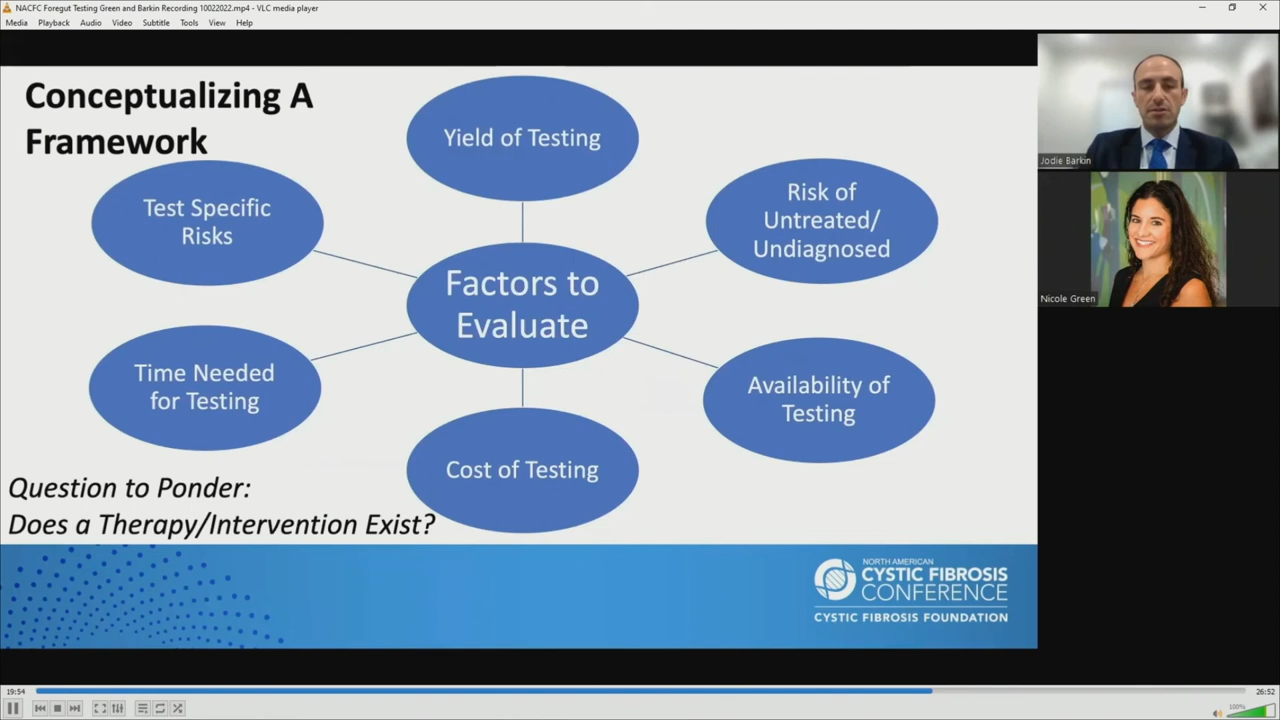 NACFC Foregut Testing Green and Barkin Recording 10022022.mp4 - VLC media player
Media Playback Audio Video Subtitle Tools View Help
Conceptualizing A
Framework
Yield of Testing
Test Specific
Risks
Risk of
Untreated/
Undiagnosed
Factors to
Evaluate
Time Needed
for Testing
Availability of
Testing
Cost of Testing
Question to Ponder:
Does a Therapy/Intervention Exist?
NORTH AMERICAN
CYSTIC FIBROSIS
CONFERENCE
CYSTIC FIBROSIS FOUNDATION
Jodie Barkin
Nicole Green
19:54
26:52
100%